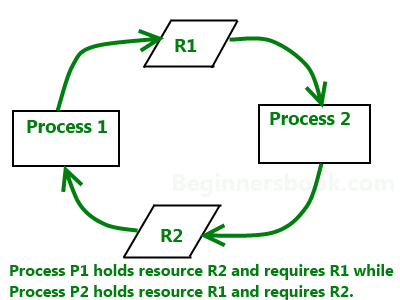 R1
Process 1
Process 2
Beginnersbook.com
R2
Process P1 holds resource R2 and requires R1 while
Process P2 holds resource R1 and requires R2.